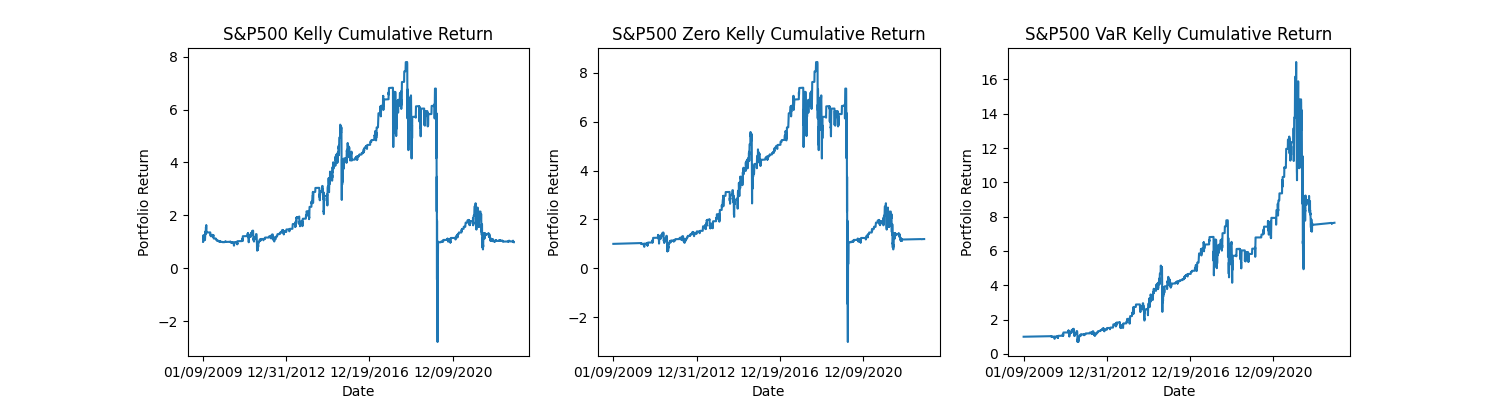 S&P500 Kelly Cumulative Return
8
6
4
2
0
−2
Portfolio Return
01/09/2009 12/31/2012 12/19/2016 12/09/2020
Date
S&P500 Zero Kelly Cumulative Return
8
6
4
2
0
−2
Portfolio Return
01/09/2009 12/31/2012 12/19/2016 12/09/2020
Date
S&P500 VaR Kelly Cumulative Return
16
14
12
10
8
6
4
2
0
Portfolio Return
01/09/2009 12/31/2012 12/19/2016 12/09/2020
Date